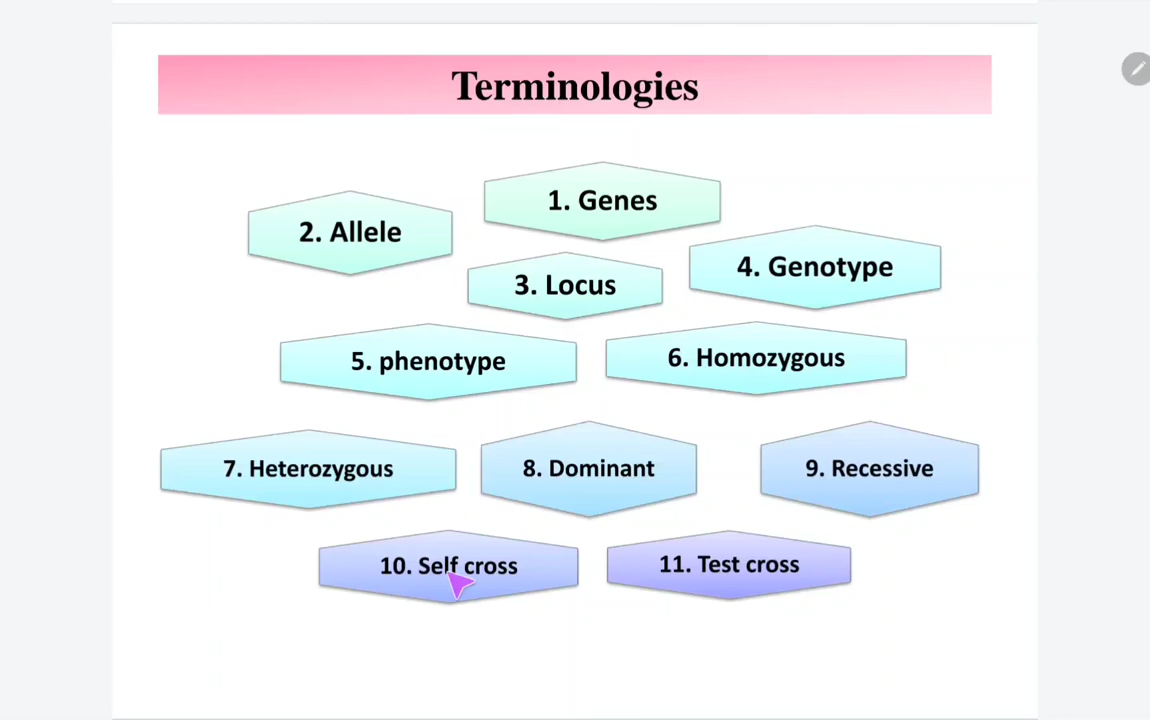 Terminologies
1. Genes
2. Allele
3. Locus
4. Genotype
5. phenotype
6. Homozygous
7. Heterozygous
8. Dominant
9. Recessive
10. Self cross
11. Test cross